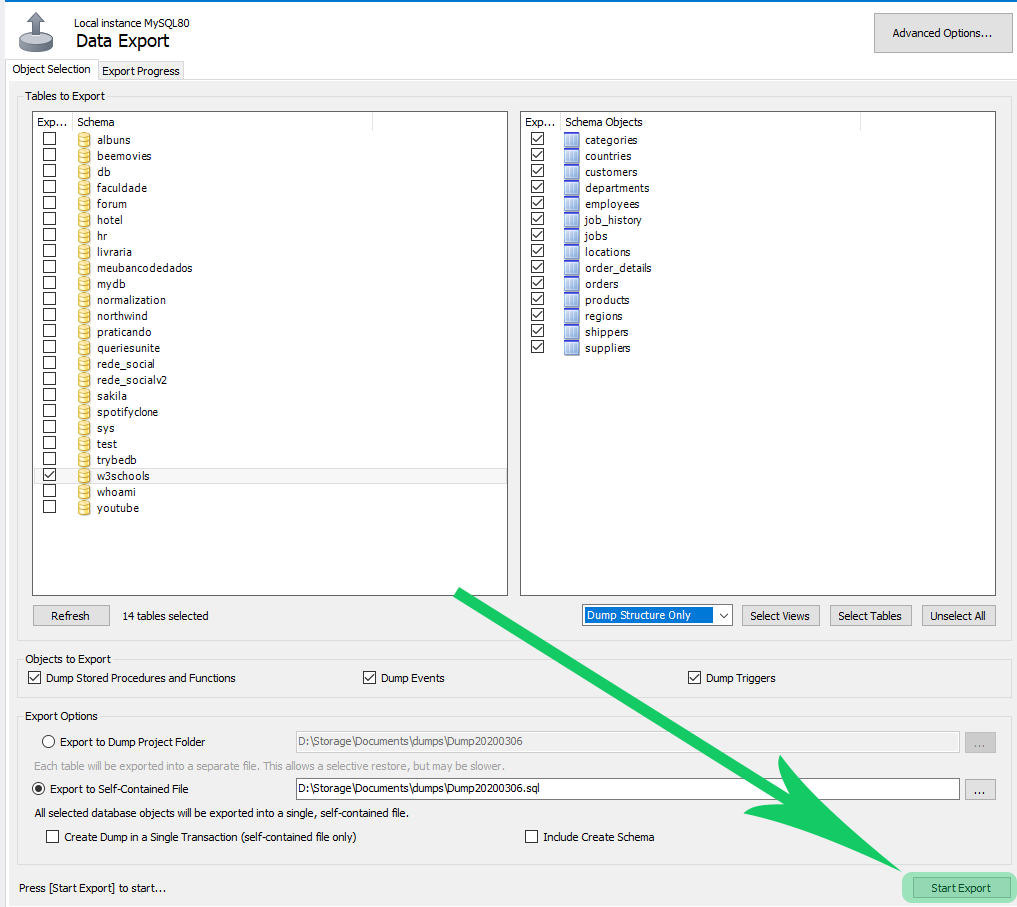 Local instance MySQL80
Data Export
Advanced Options...
Object Selection
Export Progress
Tables to Export
Exp... Schema
albuns
beemovies
db
faculdade
forum
hotel
hr
livraria
meubancodedados
mydb
normalization
northwind
praticando
queriesunite
rede_social
rede_socialv2
sakila
spotifyclone
sys
test
trybedb
w3schools
whoami
youtube
Exp... Schema Objects
categories
countries
customers
departments
employees
job_history
jobs
locations
order_details
orders
products
regions
shippers
suppliers
Refresh 14 tables selected Dump Structure Only Select Views Select Tables Unselect All
Objects to Export
Dump Stored Procedures and Functions Dump Events Dump Triggers
Export Options
Export to Dump Project Folder D:\Storage\Documents\dumps\Dump20200306 ...
Each table will be exported into a separate file. This allows a selective restore, but may be slower.
Export to Self-Contained File D:\Storage\Documents\dumps\Dump20200306.sql ...
All selected database objects will be exported into a single, self-contained file.
Create Dump in a Single Transaction (self-contained file only) Include Create Schema
Press [Start Export] to start... Start Export